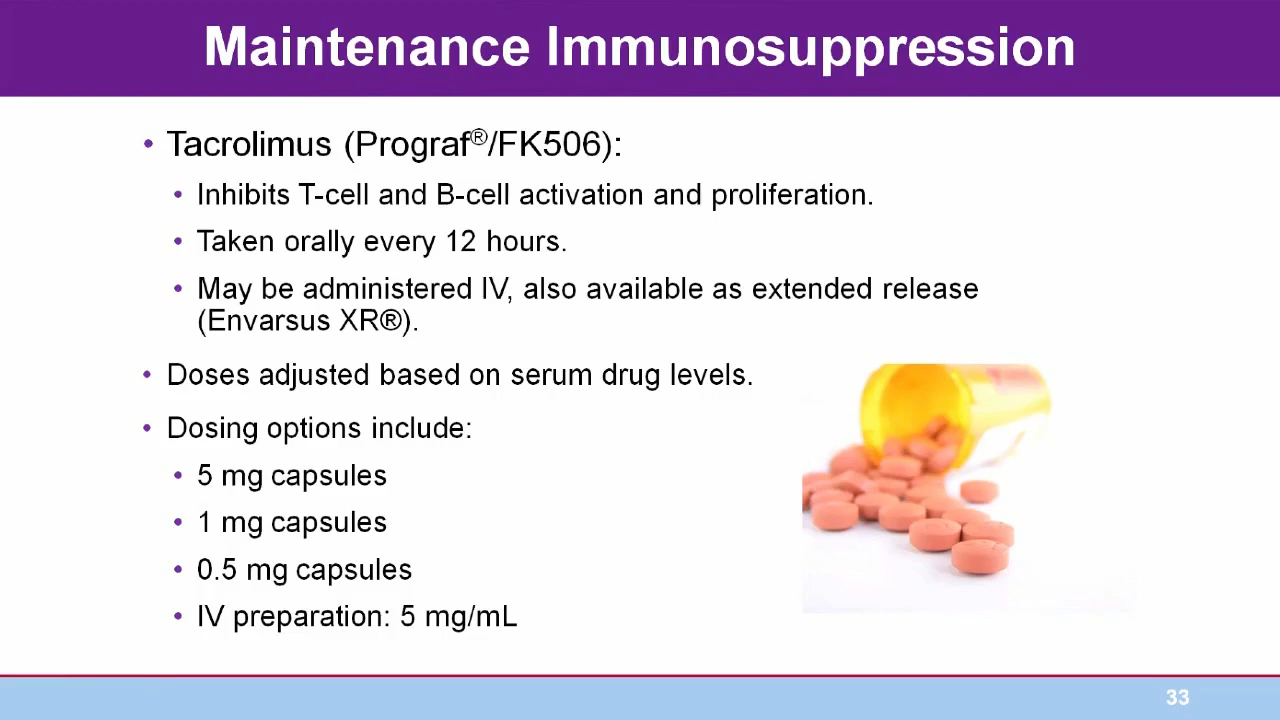 Maintenance Immunosuppression
• Tacrolimus (Prograf®/FK506):
• Inhibits T-cell and B-cell activation and proliferation.
• Taken orally every 12 hours.
• May be administered IV, also available as extended release
(Envarsus XR®).
• Doses adjusted based on serum drug levels.
• Dosing options include:
• 5 mg capsules
• 1 mg capsules
• 0.5 mg capsules
• IV preparation: 5 mg/mL
33